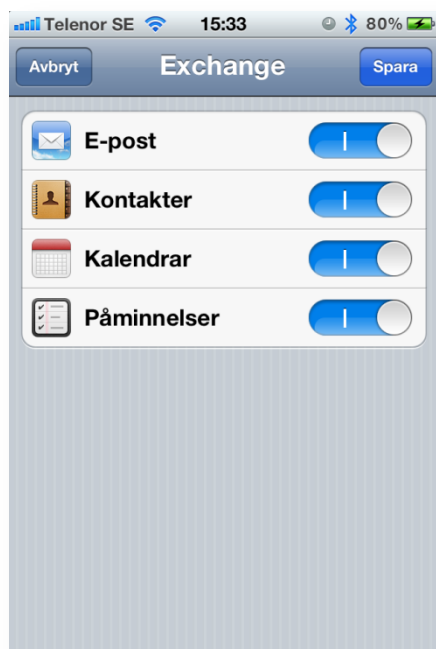 Telenor SE 15:33 80%
Avbryt Exchange Spara
E-post
Kontakter
Kalendrar
Påminnelser